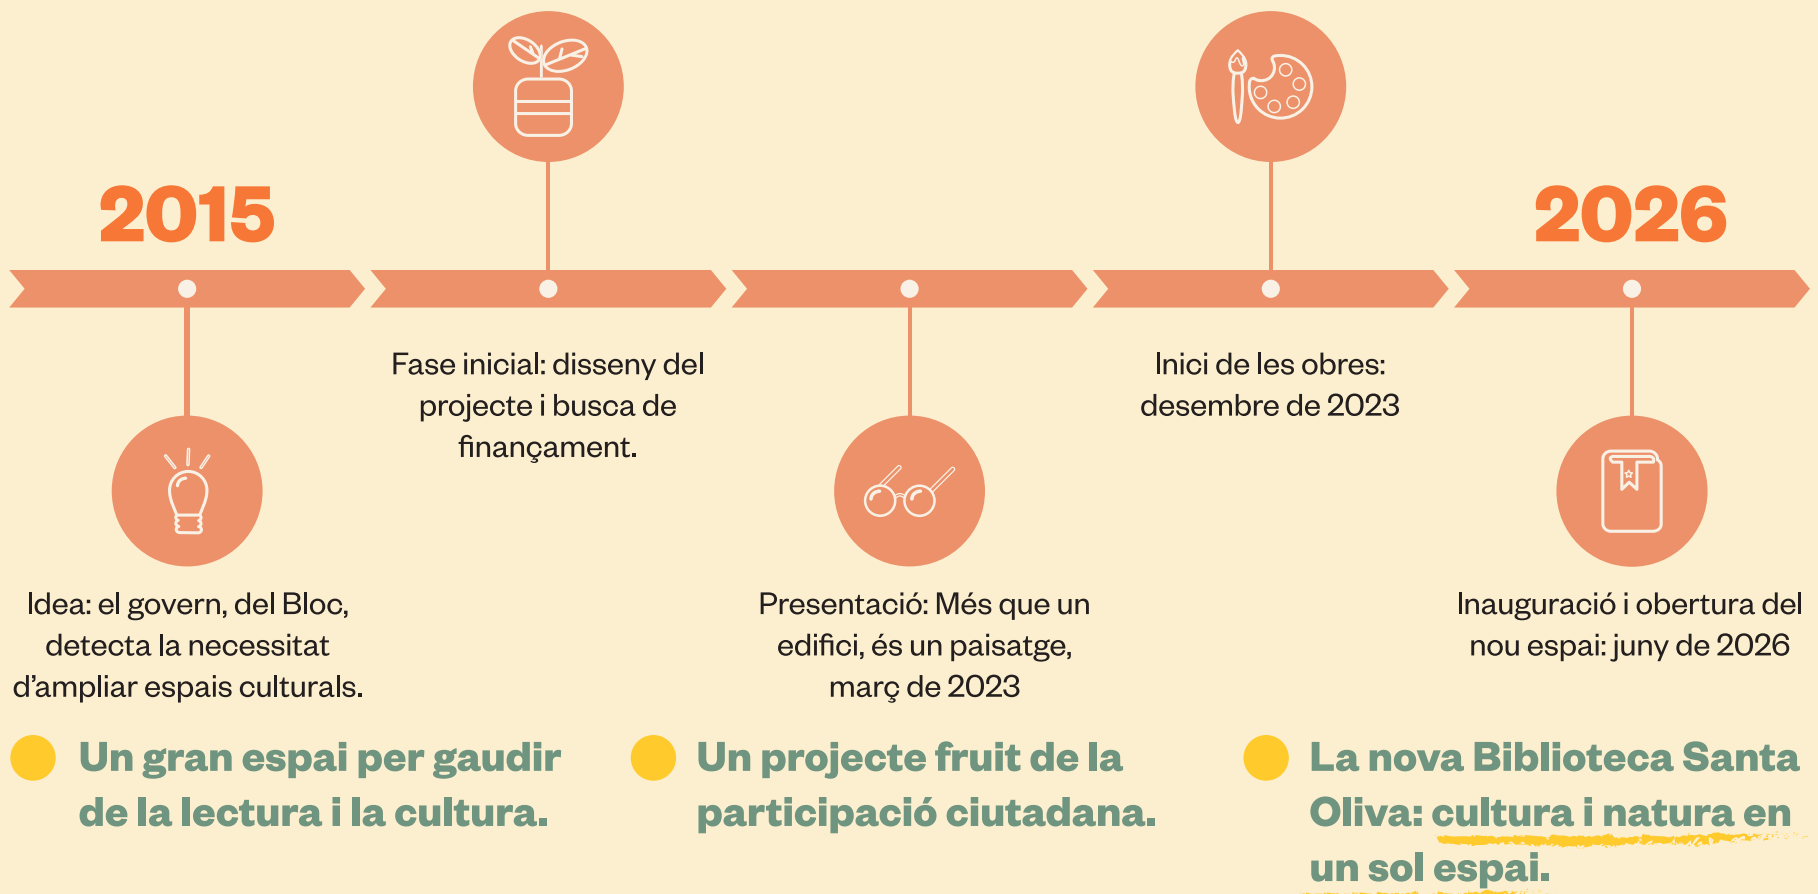 2015
Idea: el govern, del Bloc,
detecta la necessitat
d'ampliar espais culturals.
Fase inicial: disseny del
projecte i busca de
finançament.
Presentació: Més que un
edifici, és un paisatge,
març de 2023
Inici de les obres:
desembre de 2023
2026
Inauguració i obertura del
nou espai: juny de 2026
Un gran espai per gaudir
de la lectura i la cultura.
Un projecte fruit de la
participació ciutadana.
La nova Biblioteca Santa
Oliva: cultura i natura en
un sol espai.